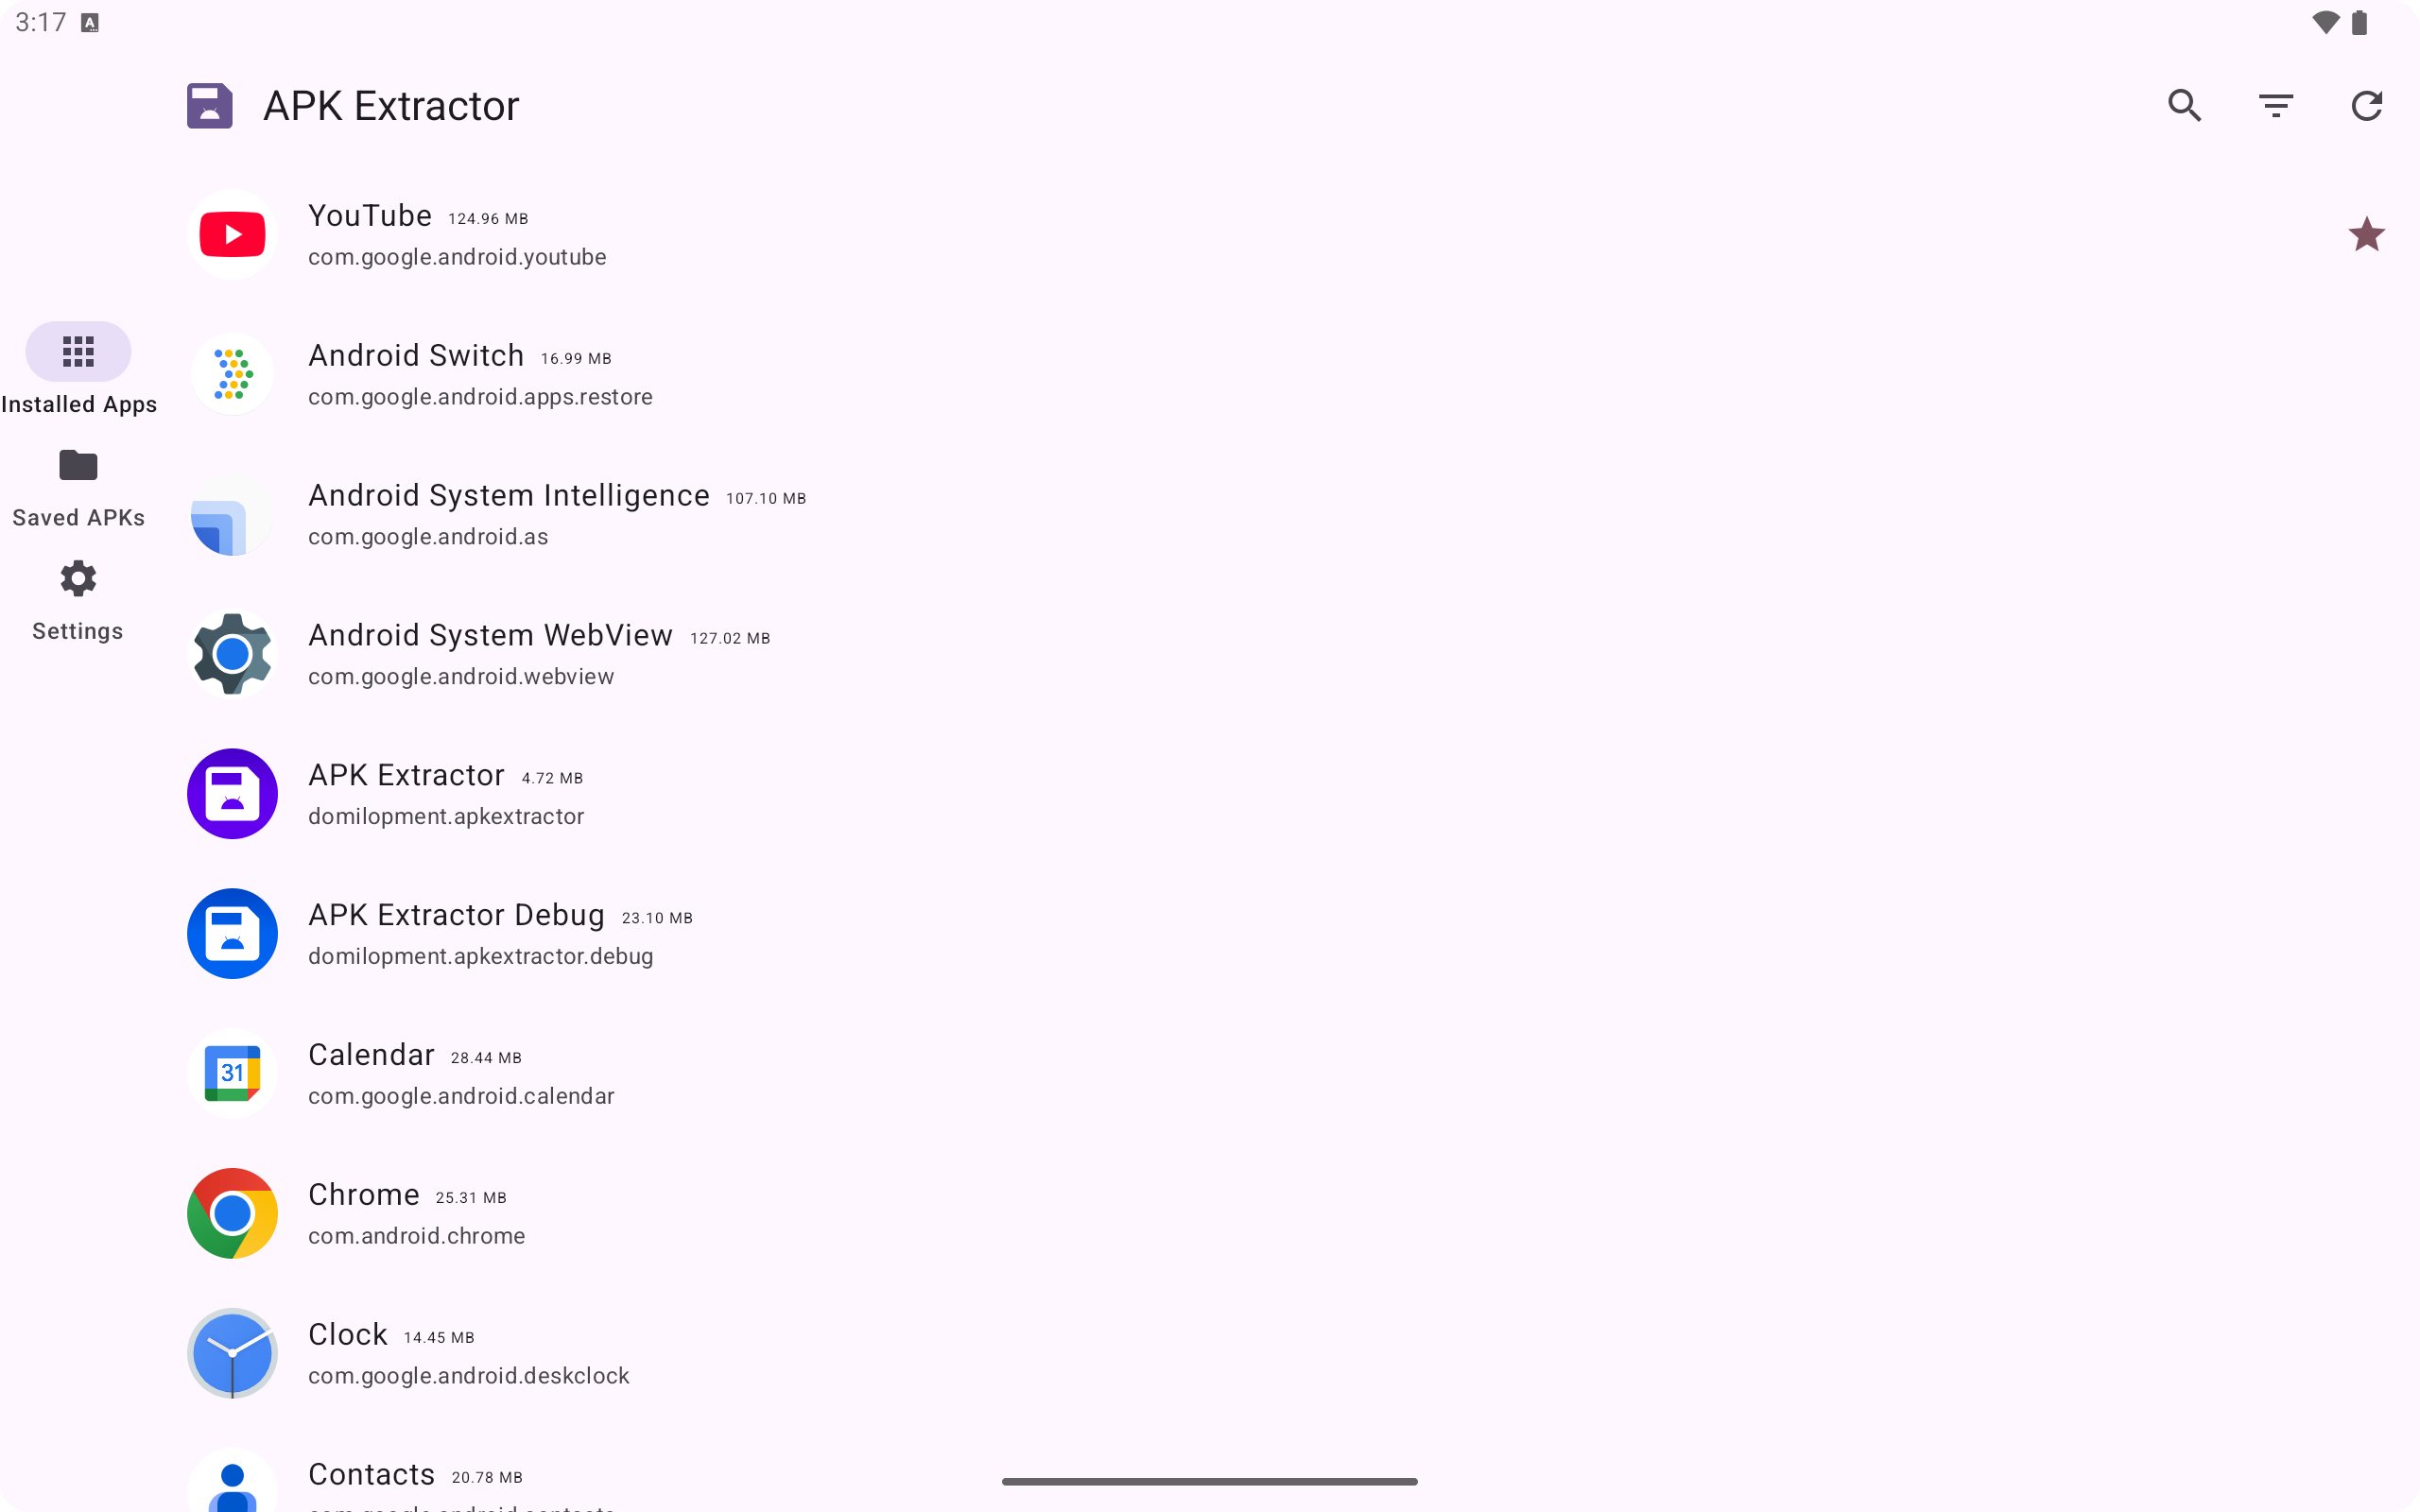 3:17
APK Extractor
YouTube 124.96 MB
com.google.android.youtube
Installed Apps
Saved APKs
Settings
Android Switch 16.99 MB
com.google.android.apps.restore
Android System Intelligence 107.10 MB
com.google.android.as
Android System WebView 127.02 MB
com.google.android.webview
APK Extractor 4.72 MB
domilopment.apkextractor
APK Extractor Debug 23.10 MB
domilopment.apkextractor.debug
31
Calendar 28.44 MB
com.google.android.calendar
Chrome 25.31 MB
com.android.chrome
Clock 14.45 MB
com.google.android.deskclock
Contacts 20.78 MB